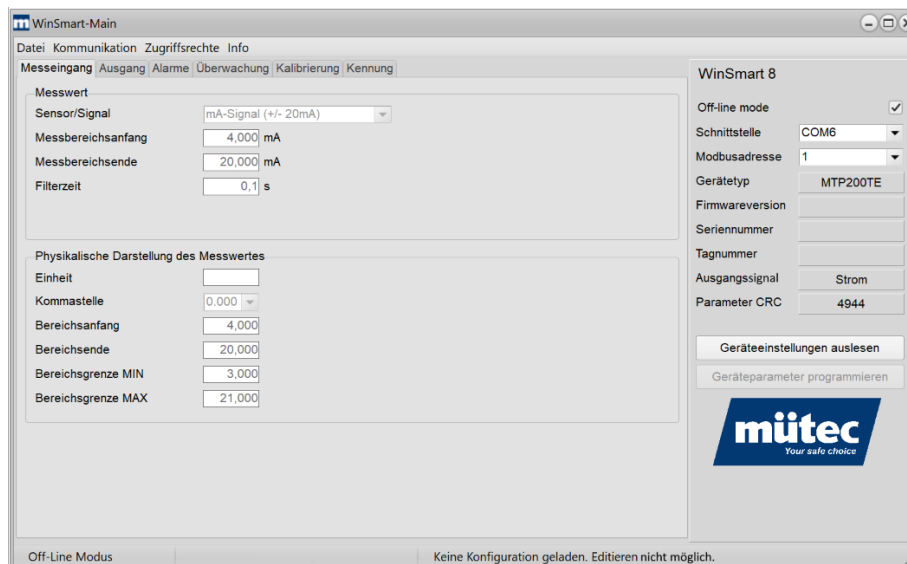 WinSmart-Main
Datei Kommunikation Zugriffsrechte Info
Messeingang Ausgang Alarme Überwachung Kalibrierung Kennung
Messwert
Sensor/Signal mA-Signal (+/- 20mA)
Messbereichsanfang 4,000 mA
Messbereichsende 20,000 mA
Filterzeit 0,1 s
Physikalische Darstellung des Messwertes
Einheit
Kommastelle 0.000
Bereichsanfang 4,000
Bereichsende 20,000
Bereichsgrenze MIN 3,000
Bereichsgrenze MAX 21,000
WinSmart 8
Off-line mode
Schnittstelle COM6
Modbusadresse 1
Gerätetyp MTP200TE
Firmwareversion
Seriennummer
Tagnummer
Ausgangssignal Strom
Parameter CRC 4944
Geräteeinstellungen auslesen
Geräteparameter programmieren
mütec
Your safe choice
Off-Line Modus Keine Konfiguration geladen. Editieren nicht möglich.